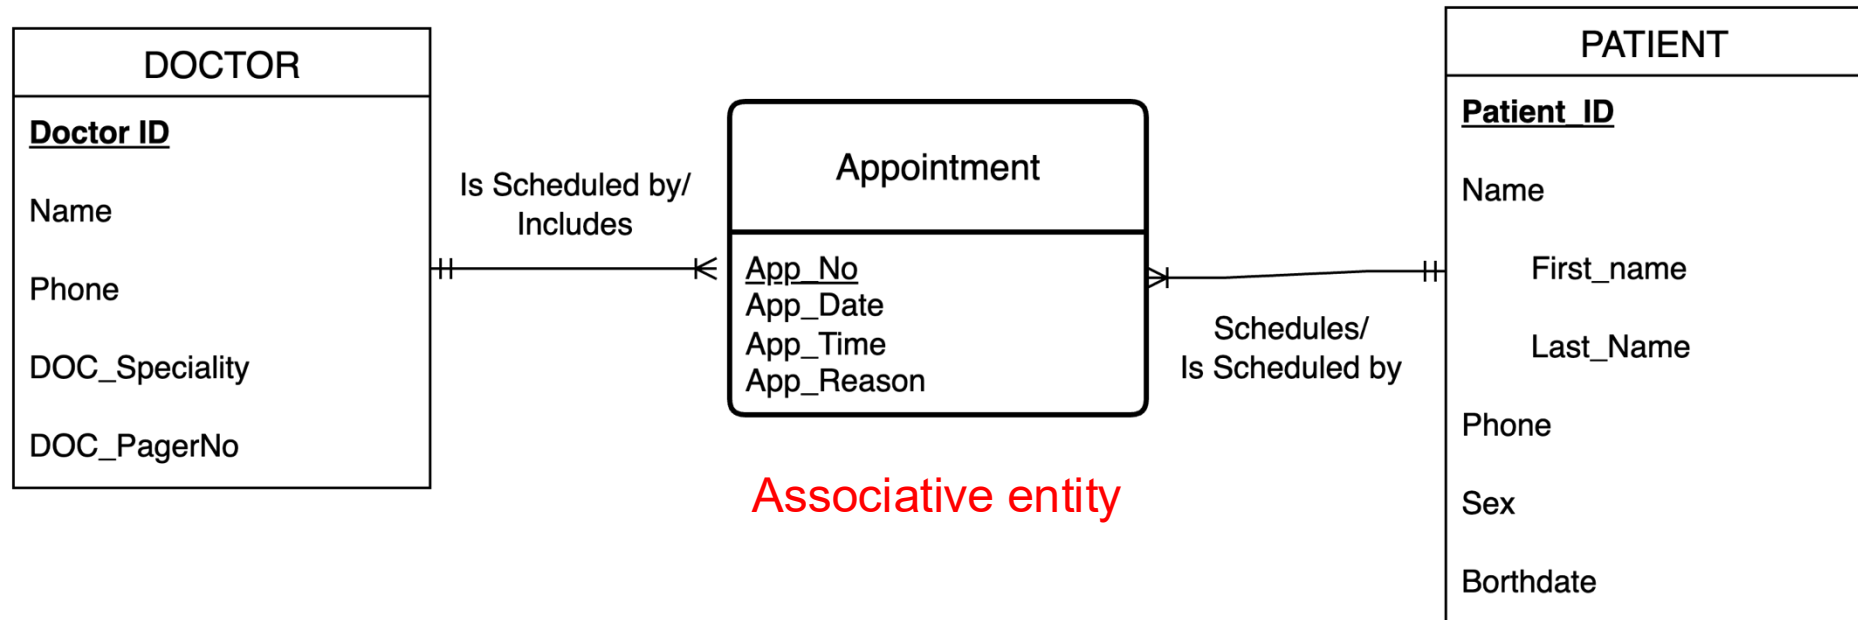 DOCTOR
Doctor ID
Name
Phone
DOC_Speciality
DOC_PagerNo
Is Scheduled by/
Includes
Appointment
App_No
App_Date
App_Time
App_Reason
Associative entity
Schedules/
Is Scheduled by
PATIENT
Patient_ID
Name
First_name
Last_Name
Phone
Sex
Borthdate